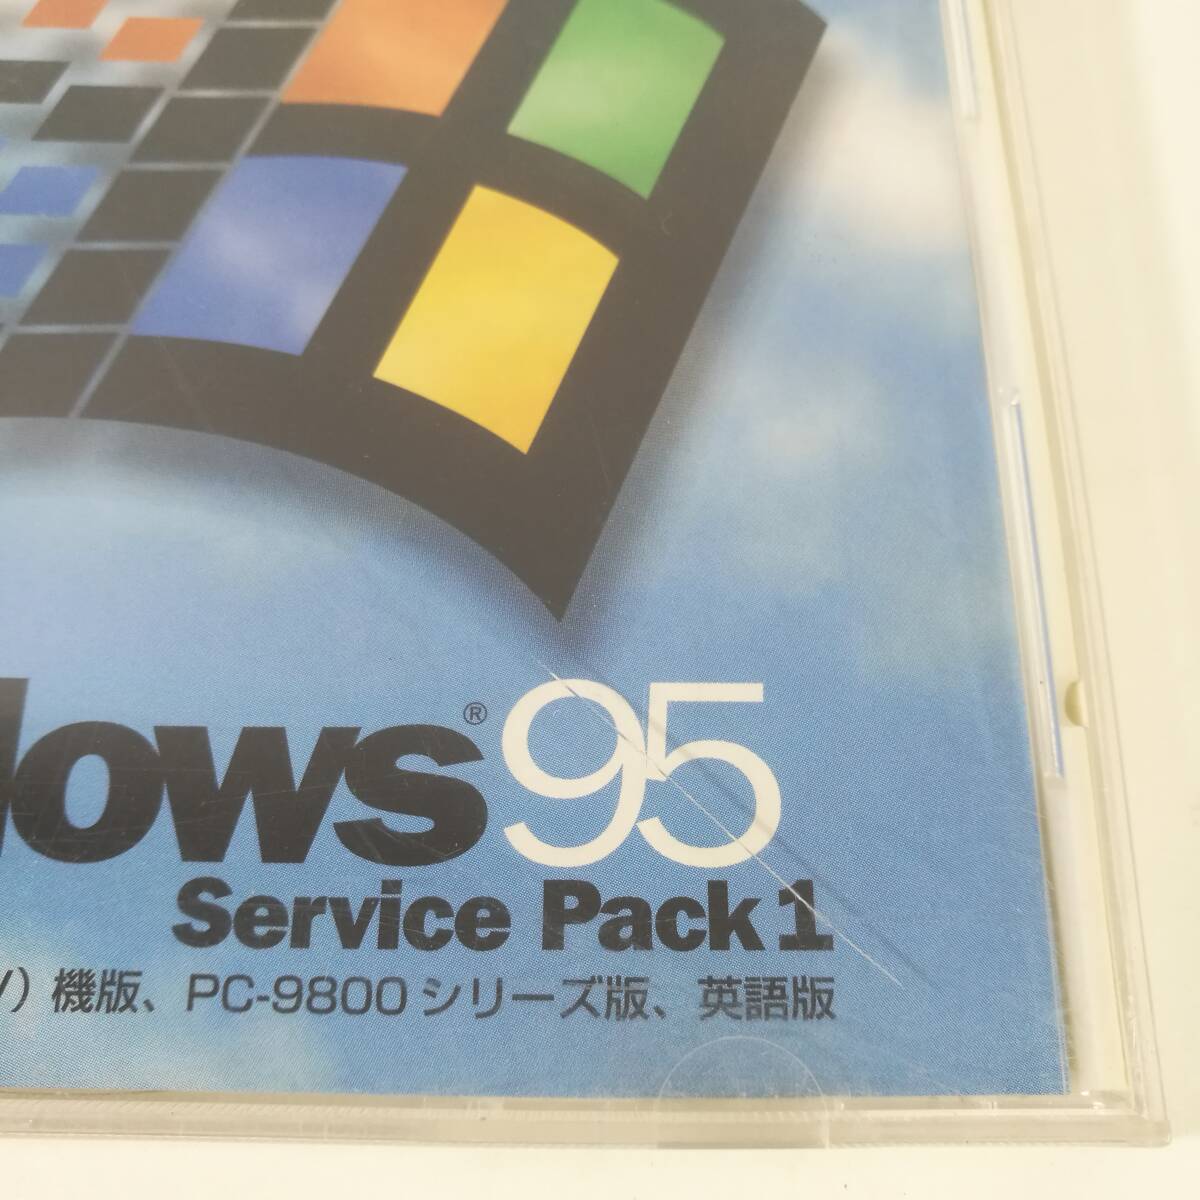 dows® 95
Service Pack 1
V）機版、PC-9800シリーズ版、英語版